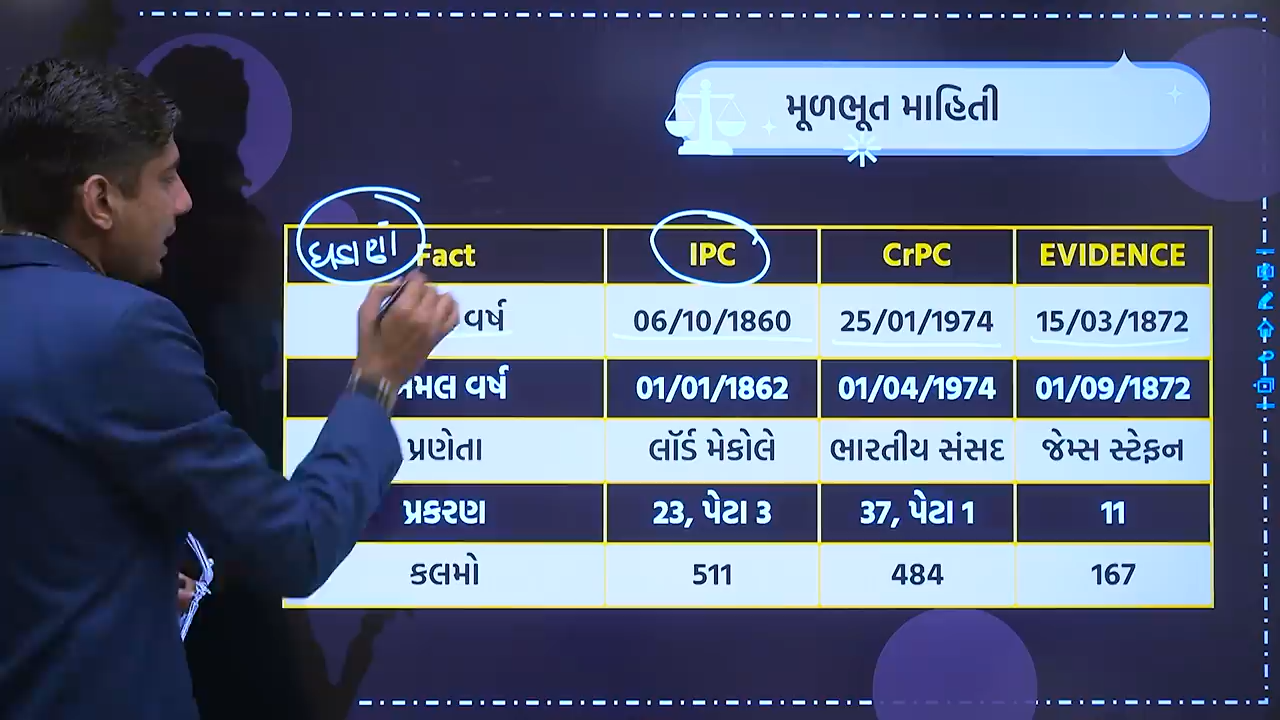 મૂળભૂત માહિતી
ઘડાણાં Fact IPC CrPC EVIDENCE
વર્ષ 06/10/1860 25/01/1974 15/03/1872
અમલ વર્ષ 01/01/1862 01/04/1974 01/09/1872
પ્રણેતા લૉર્ડ મેકોલે ભારતીય સંસદ જેમ્સ સ્ટેફન
પ્રકરણ 23, પેટા 3 37, પેટા 1 11
કલમો 511 484 167